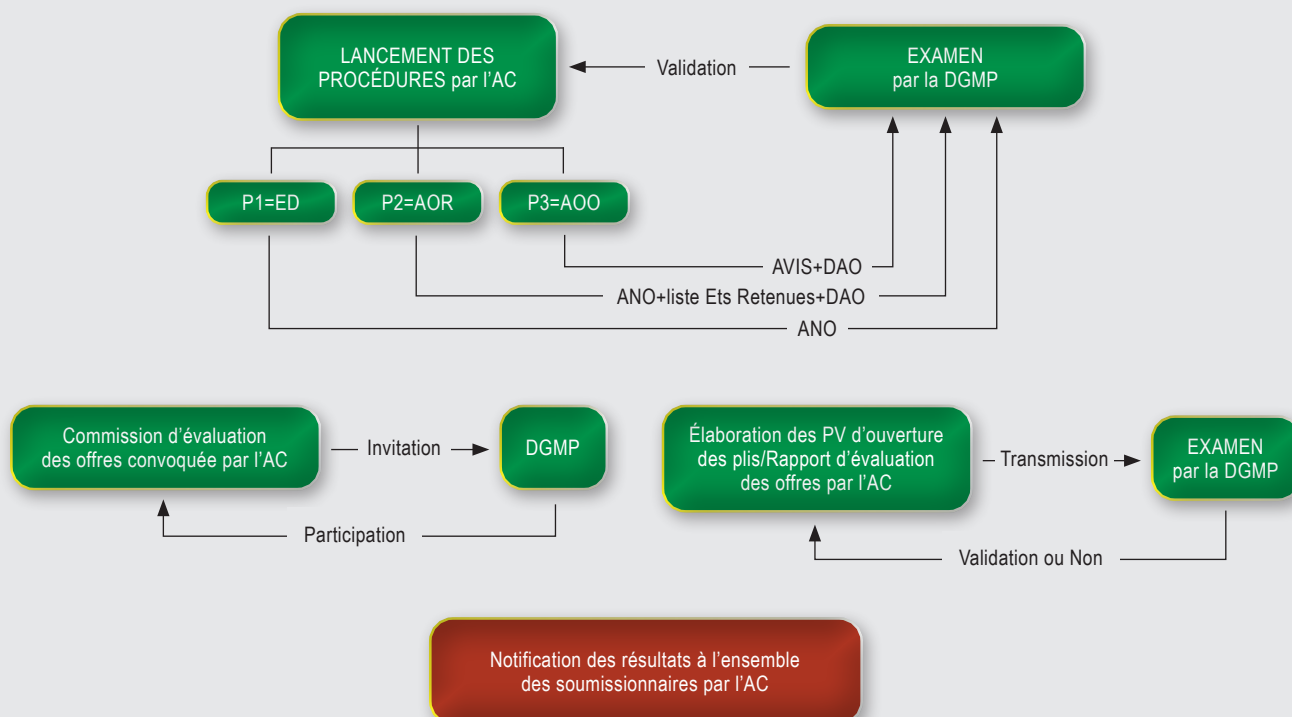 LANCEMENT DES
PROCÉDURES par l’AC
Validation
EXAMEN
par la DGMP
P1=ED
P2=AOR
P3=AOO
AVIS+DAO
ANO+liste Ets Retenues+DAO
ANO
Commission d’évaluation
des offres convoquée par l’AC
Invitation
DGMP
Participation
Élaboration des PV d’ouverture
des plis/Rapport d’évaluation
des offres par l’AC
Transmission
EXAMEN
par la DGMP
Validation ou Non
Notification des résultats à l’ensemble
des soumissionnaires par l’AC